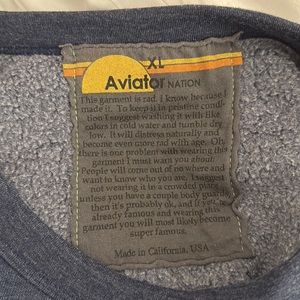 XL
Aviator NATION
This garment is rad. I know because I
made it. To keep it in pristine condi-
tion I suggest washing it with like
colors in cold water and tumble dry
low. It will distress naturally and
become even more rad with age. Oh,
there is one problem with wearing this
garment I must warn you about.
People will come out of no where and
want to know who you are. I suggest
not wearing it in a crowded place
unless you have a couple body guards,
then it's probably ok, and if you are
already famous and wearing this
garment you will most likely become
super famous.
Made in California, USA